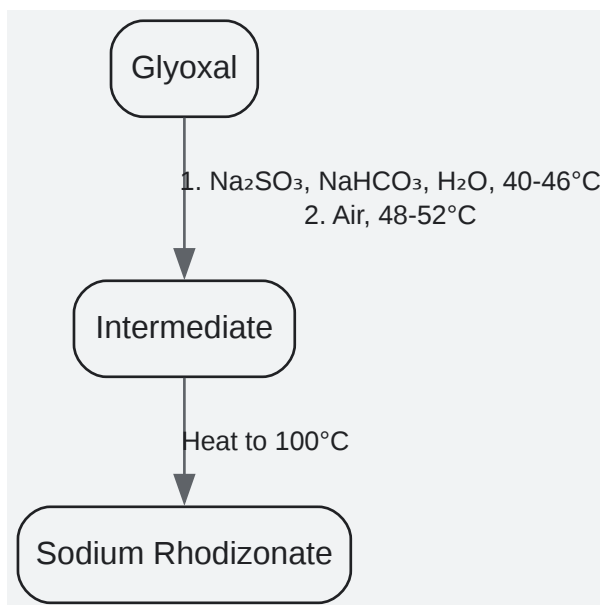 Glyoxal
1. Na₂SO₃, NaHCO₃, H₂O, 40-46°C
2. Air, 48-52°C
Intermediate
Heat to 100°C
Sodium Rhodizonate